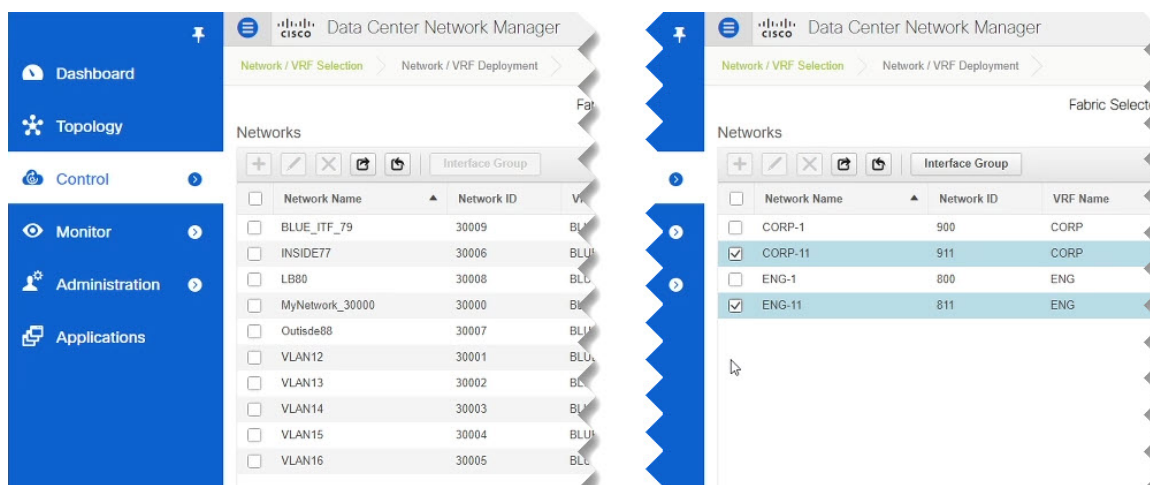 cisco Data Center Network Manager
Network / VRF Selection Network / VRF Deployment
Dashboard
Topology
Control
Monitor
Administration
Applications
Networks
Interface Group
Network Name Network ID
BLUE_ITF_79 30009
INSIDE77 30006
LB80 30008
MyNetwork_30000 30000
Outisde88 30007
VLAN12 30001
VLAN13 30002
VLAN14 30003
VLAN15 30004
VLAN16 30005
cisco Data Center Network Manager
Network / VRF Selection Network / VRF Deployment
Fabric Select
Networks
Interface Group
Network Name Network ID VRF Name
CORP-1 900 CORP
CORP-11 911 CORP
ENG-1 800 ENG
ENG-11 811 ENG